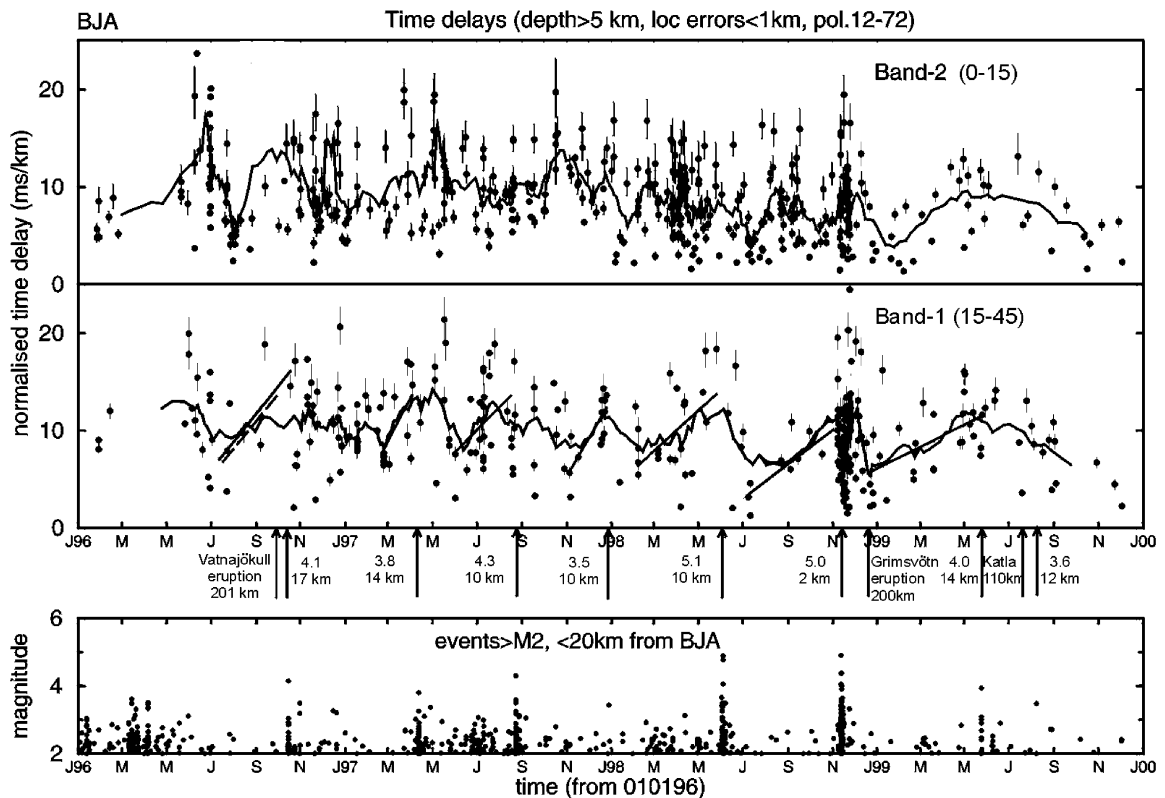 BJA
Time delays (depth>5 km, loc errors<1km, pol.12-72)
normalised time delay (ms/km)
20
10
0
Band-2 (0-15)
20
10
0
Band-1 (15-45)
J96 M M J S N J97 M M J S N J98 M M J S N J99 M M J S N J00
Vatnajökull
eruption
201 km
4.1
17 km
3.8
14 km
4.3
10 km
3.5
10 km
5.1
10 km
5.0
2 km
Grimsvötn
eruption
200km
4.0
14 km
Katla
110km
3.6
12 km
magnitude
6
4
2
events>M2, <20km from BJA
J96 M M J S N J97 M M J S N J98 M M J S N J99 M M J S N J00
time (from 010196)